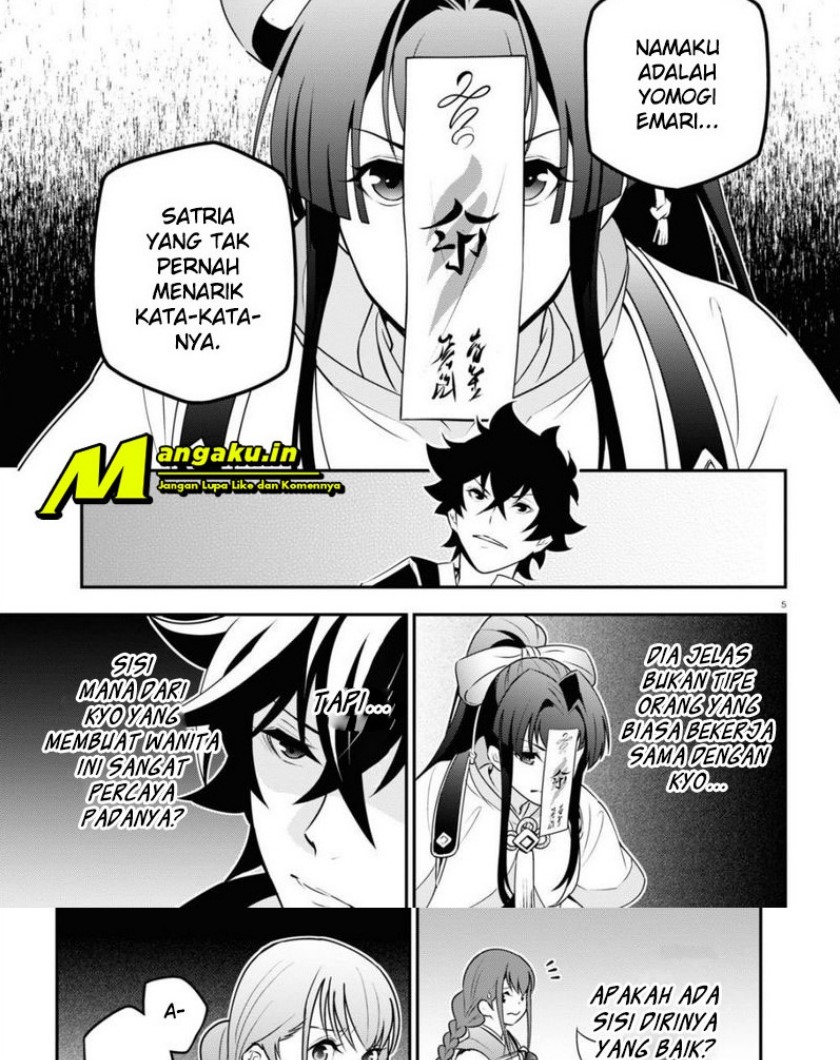 NAMAKU
ADALAH
YOMOGI
EMARI...
SATRIA
YANG TAK
PERNAH
MENARIK
KATA-KATA-
NYA.
Mangaku.in
Jangan Lupa Like dan Komennya
5
DIA JELAS
BUKAN TIPE
ORANG YANG
BIASA BEKERJA
SAMA DENGAN
KYO...
TAPI...
SISI
MANA DARI
KYO YANG
MEMBUAT WANITA
INI SANGAT
PERCAYA
PADANYA?
APAKAH ADA
SISI DIRINYA
YANG BAIK?
A-